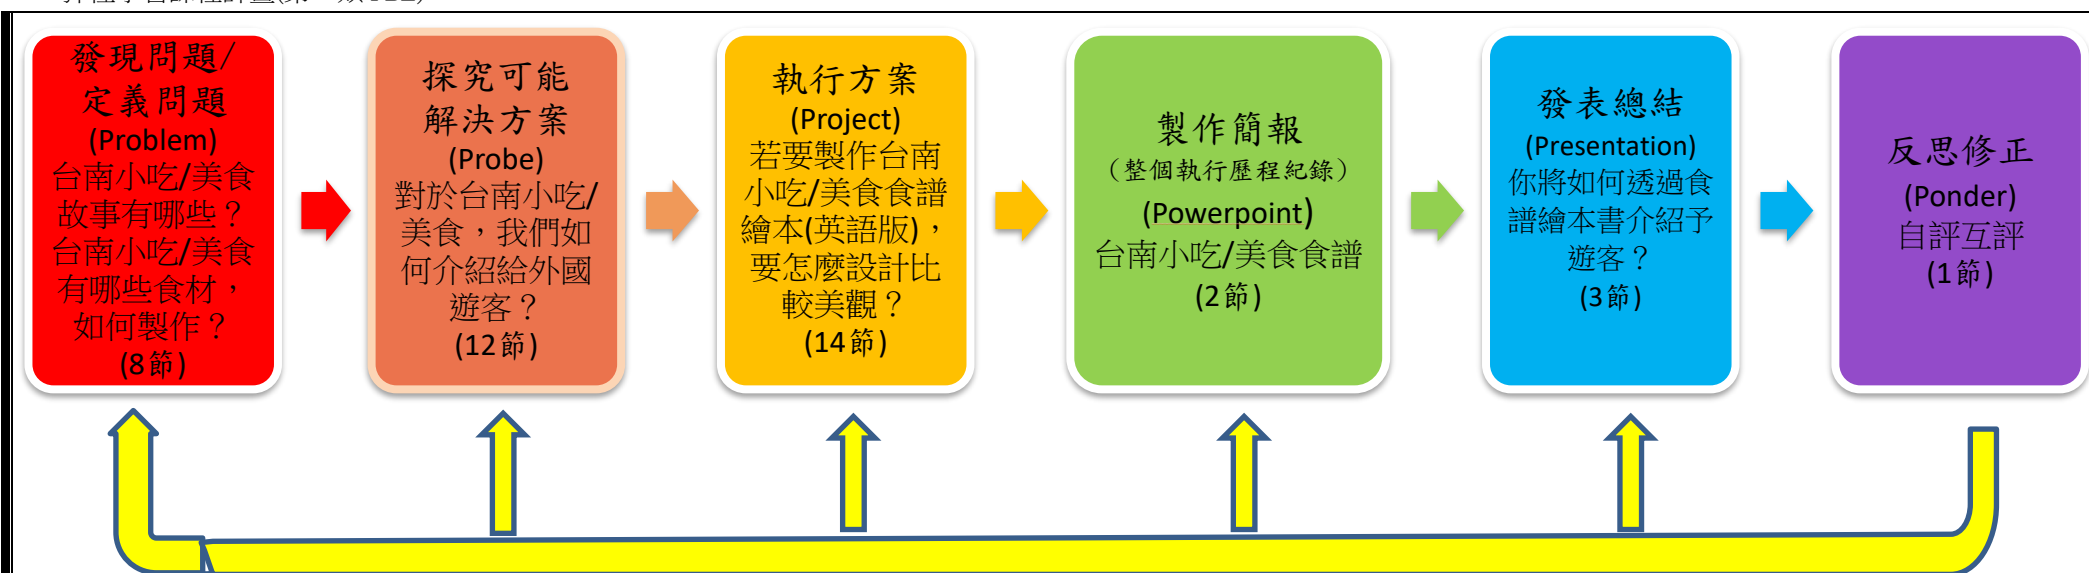 發現問題/
定義問題
(Problem)
台南小吃/美食
故事有哪些？
台南小吃/美食
有哪些食材，
如何製作？
(8節)
探究可能
解決方案
(Probe)
對於台南小吃/
美食，我們如
何介紹給外國
遊客？
(12節)
執行方案
(Project)
若要製作台南
小吃/美食食譜
繪本(英語版)，
要怎麼設計比
較美觀？
(14節)
製作簡報
（整個執行歷程紀錄）
(Powerpoint)
台南小吃/美食食譜
(2節)
發表總結
(Presentation)
你將如何透過食
譜繪本書介紹予
遊客？
(3節)
反思修正
(Ponder)
自評互評
(1節)